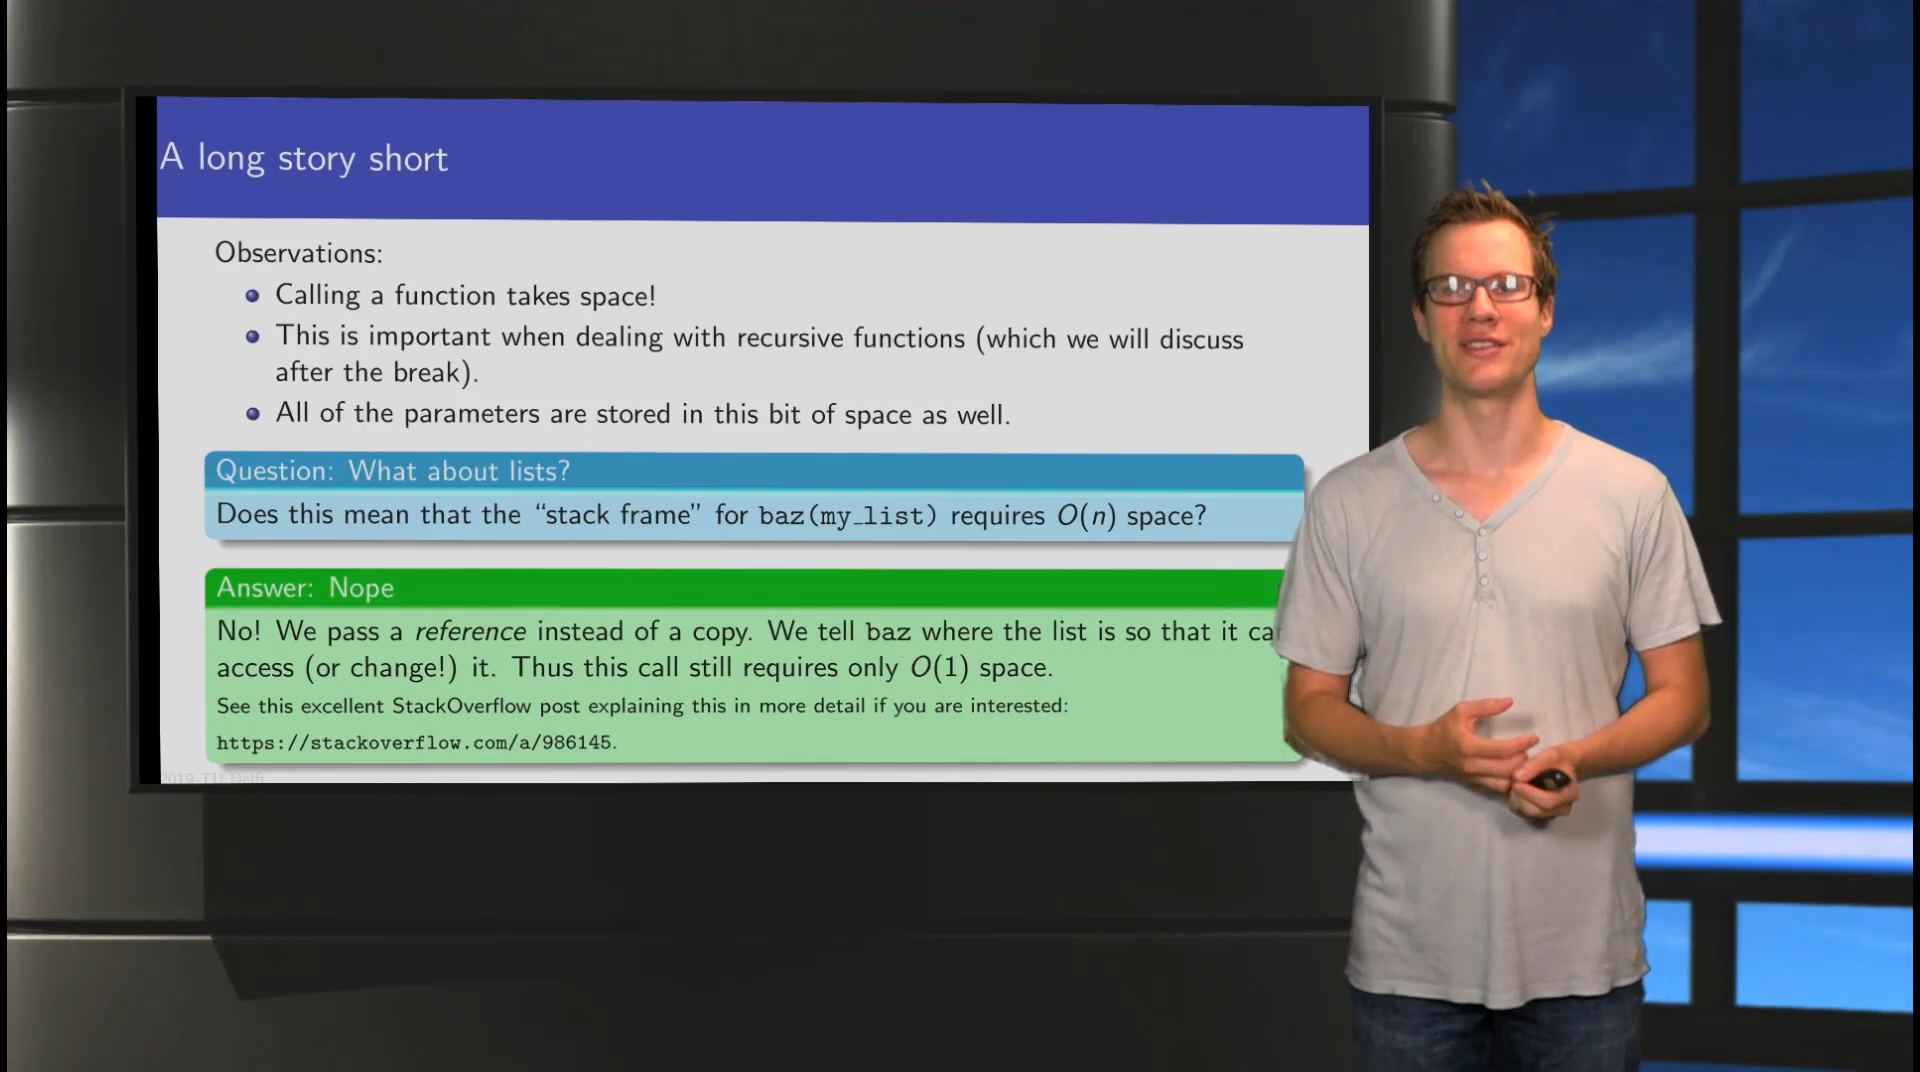 A long story short
Observations:
Calling a function takes space!
This is important when dealing with recursive functions (which we will discuss
after the break).
All of the parameters are stored in this bit of space as well.
Question: What about lists?
Does this mean that the “stack frame” for baz(my_list) requires O(n) space?
Answer: Nope
No! We pass a reference instead of a copy. We tell baz where the list is so that it
access (or change!) it. Thus this call still requires only O(1) space.
See this excellent StackOverflow post explaining this in more detail if you are interested:
https://stackoverflow.com/a/986145.
2019 TU Delft